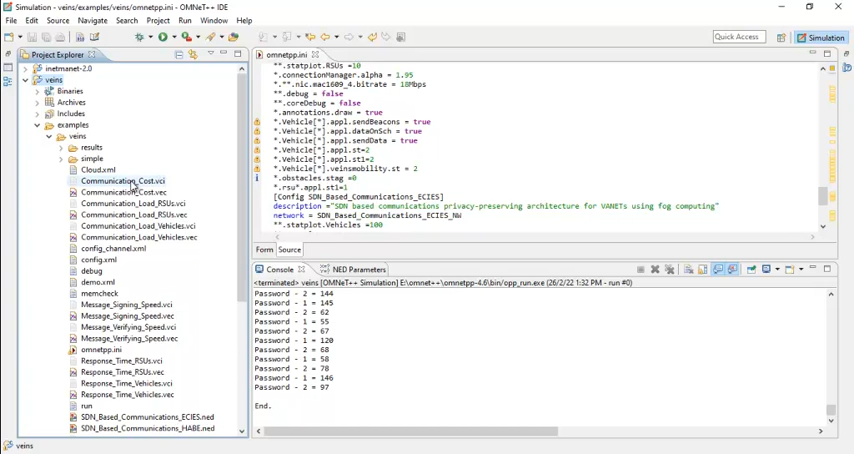 Simulation - veins/examples/veins/omnetpp.ini - OMNeT++ IDE
File Edit Source Navigate Search Project Run Window Help
Quick Access
Simulation
Project Explorer
inetmanet-2.0
veins
Binaries
Archives
Includes
examples
veins
results
simple
Cloud.xml
Communication_Cost.vci
Communication_Cost.vec
Communication_Load_RSUs.vci
Communication_Load_RSUs.vec
Communication_Load_Vehicles.vci
Communication_Load_Vehicles.vec
config_channel.xml
config.xml
debug
demo.xml
memcheck
Message_Signing_Speed.vci
Message_Signing_Speed.vec
Message_Verifying_Speed.vci
Message_Verifying_Speed.vec
omnetpp.ini
Response_Time_RSUs.vci
Response_Time_RSUs.vec
Response_Time_Vehicles.vci
Response_Time_Vehicles.vec
run
SDN_Based_Communications_ECIES.ned
SDN_Based_Communications_HABE.ned
omnetpp.ini
**.statplot.RSUs =10
*.connectionManager.alpha = 1.95
*.**.nic.mac1609_4.bitrate = 18Mbps
**.debug = false
**.coreDebug = false
*.annotations.draw = true
*.Vehicle[*].appl.sendBeacons = true
*.Vehicle[*].appl.dataOnSch = true
*.Vehicle[*].appl.sendData = true
*.Vehicle[*].appl.st=2
*.Vehicle[*].appl.st1=2
*.Vehicle[*].veinsmobility.st = 2
*.obstacles.stag =0
*.rsu*.appl.st1=1
[Config SDN_Based_Communications_ECIES]
description ="SDN based communications privacy-preserving architecture for VANETs using fog computing"
network = SDN_Based_Communications_ECIES_NW
**.statplot.Vehicles =100
Form Source
Console NED Parameters
<terminated> veins [OMNeT++ Simulation] E:\omnet++\omnetpp-4.6\bin/opp_run.exe (26/2/22 1:32 PM - run #0)
Password - 2 = 144
Password - 1 = 145
Password - 2 = 62
Password - 1 = 55
Password - 2 = 67
Password - 1 = 120
Password - 2 = 68
Password - 1 = 58
Password - 2 = 78
Password - 1 = 146
Password - 2 = 97
End.
veins